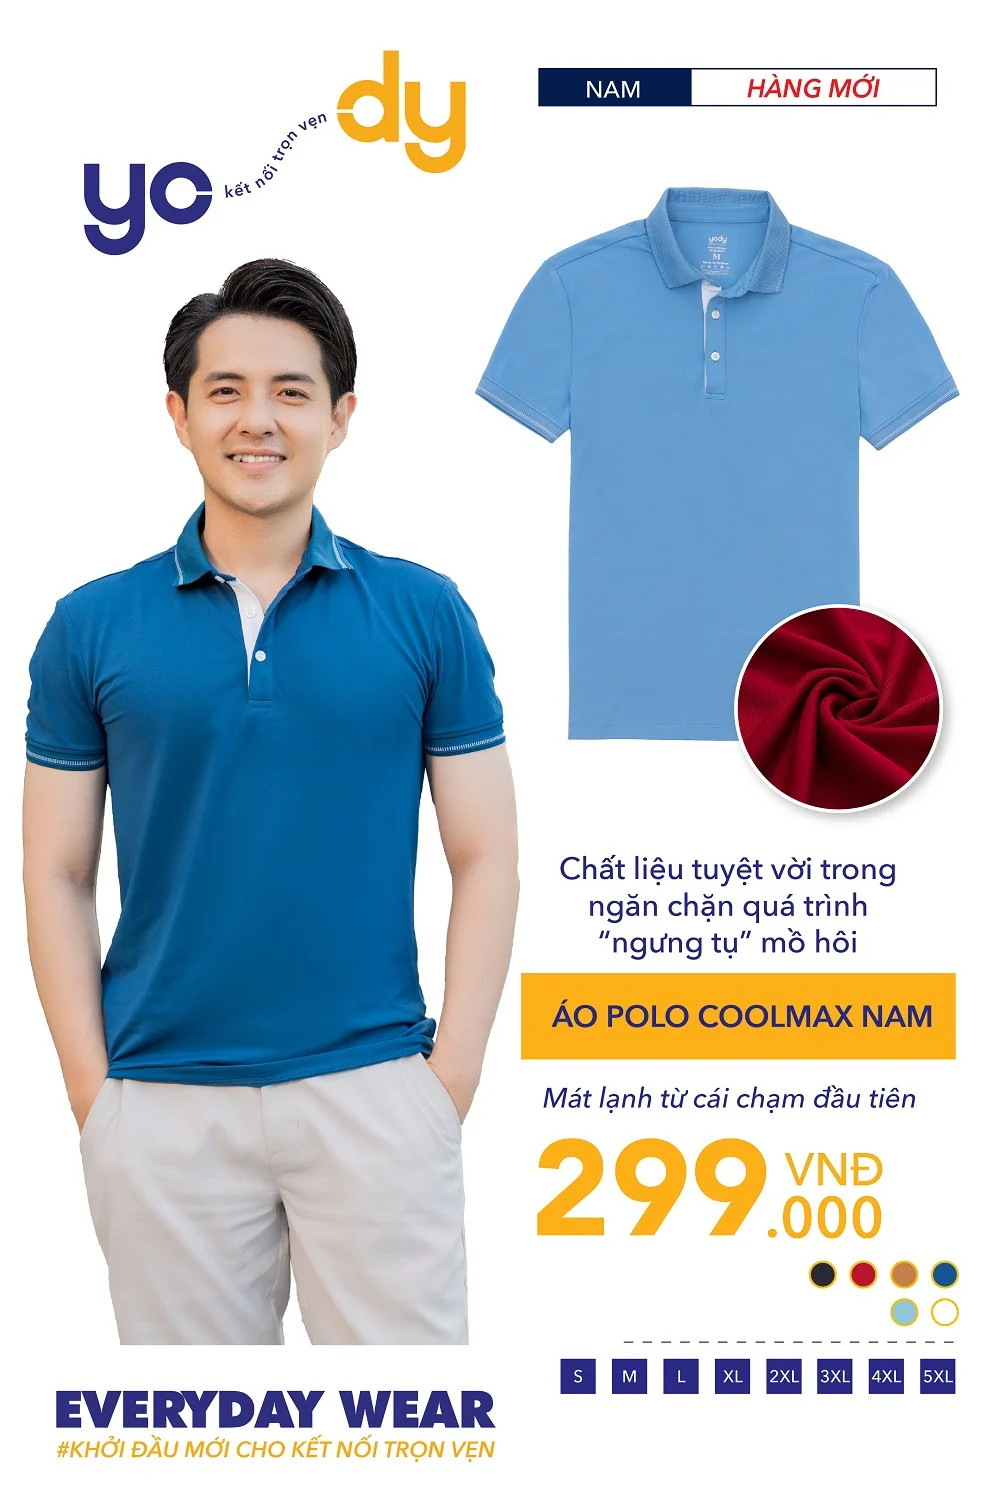 yody
kết nối trọn vẹn
NAM
HÀNG MỚI
yody
M
Chất liệu tuyệt vời trong
ngăn chặn quá trình
“ngưng tụ” mồ hôi
ÁO POLO COOLMAX NAM
Mát lạnh từ cái chạm đầu tiên
299.000 VNĐ
S M L XL 2XL 3XL 4XL 5XL
EVERYDAY WEAR
#KHỞI ĐẦU MỚI CHO KẾT NỐI TRỌN VẸN